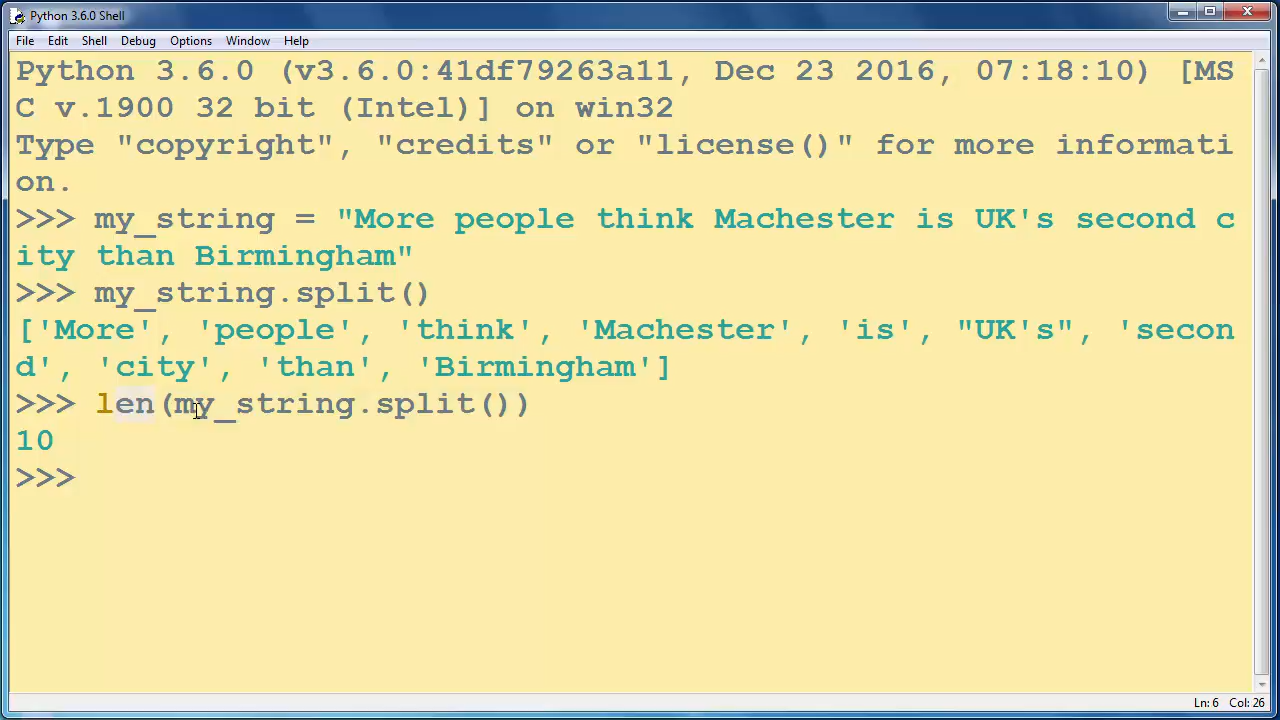 Python 3.6.0 Shell
File Edit Shell Debug Options Window Help
Python 3.6.0 (v3.6.0:41df79263a11, Dec 23 2016, 07:18:10) [MS
C v.1900 32 bit (Intel)] on win32
Type "copyright", "credits" or "license()" for more informati
on.
>>> my_string = "More people think Machester is UK's second c
ity than Birmingham"
>>> my_string.split()
['More', 'people', 'think', 'Machester', 'is', "UK's", 'secon
d', 'city', 'than', 'Birmingham']
>>> len(my_string.split())
10
>>>
Ln: 6 Col: 26